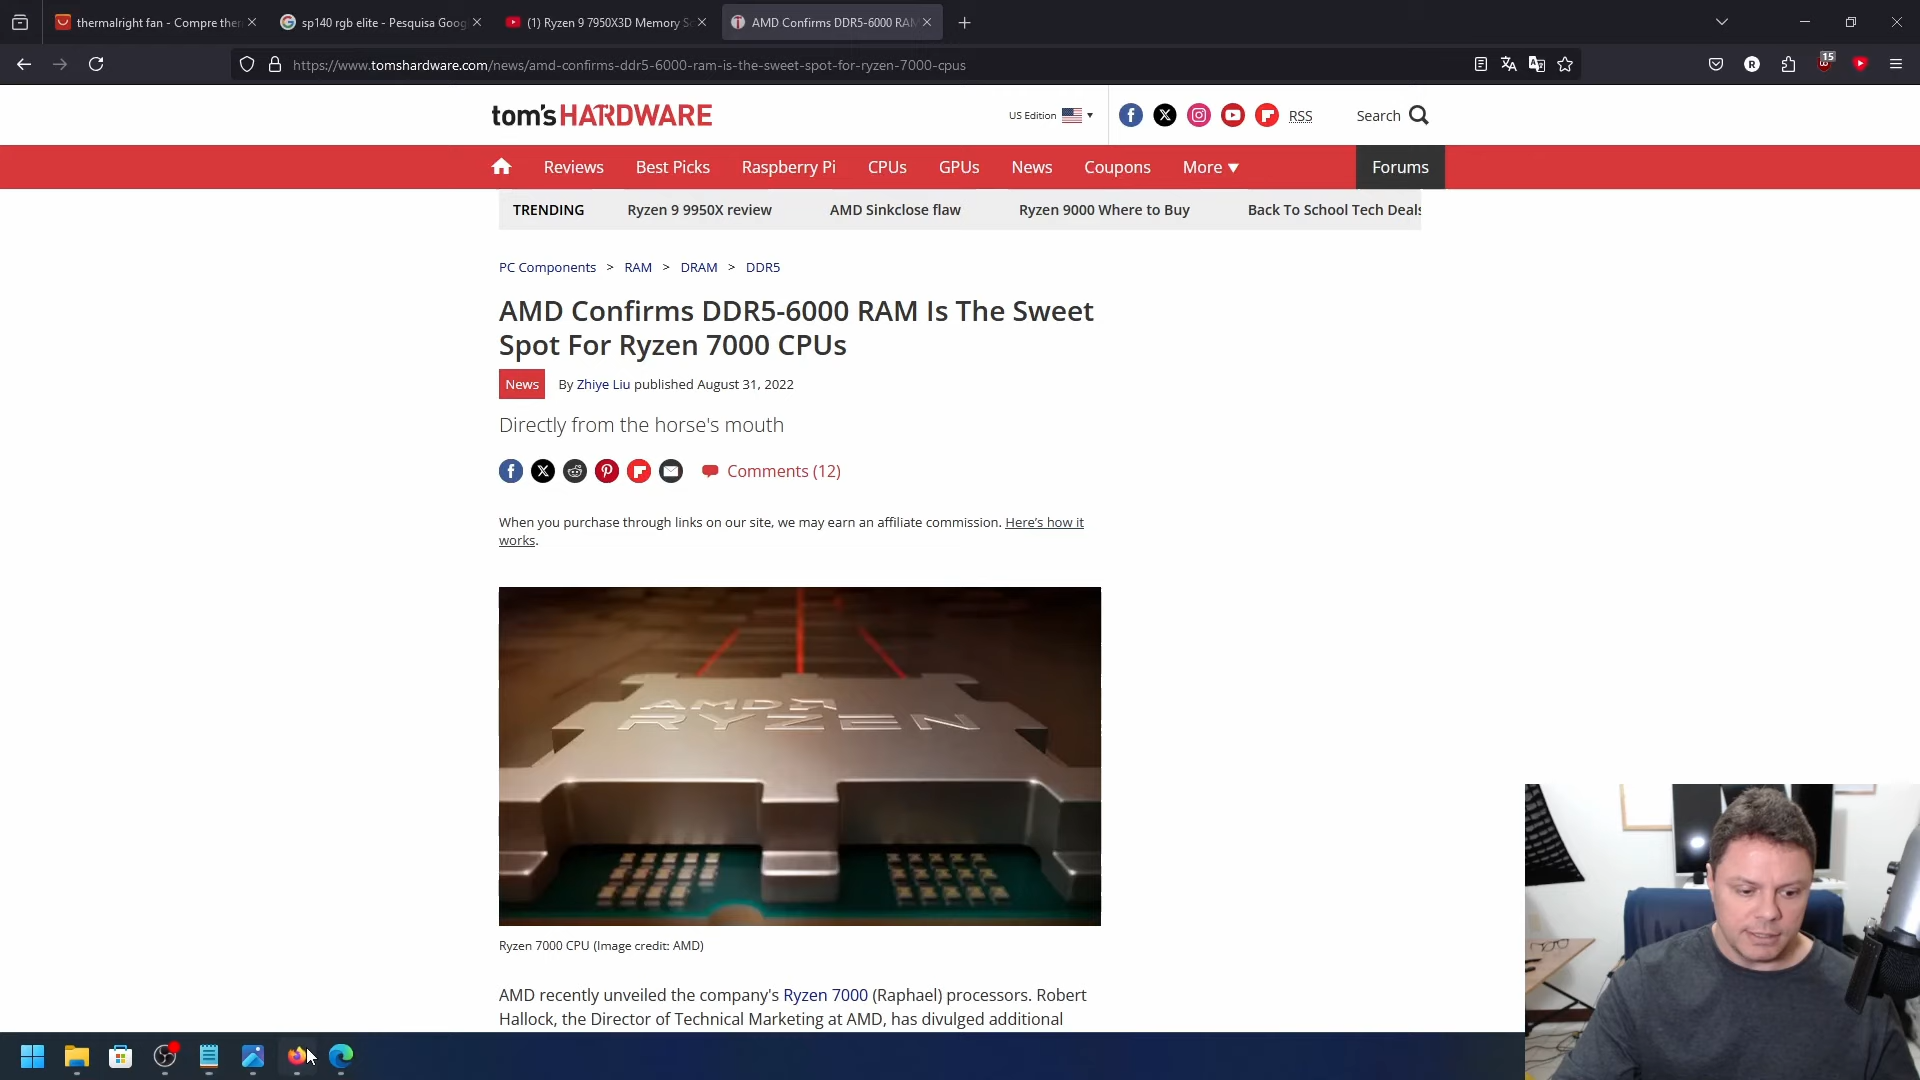 thermalright fan - Compre ther
sp140 rgb elite - Pesquisa Goog
(1) Ryzen 9 7950X3D Memory S
AMD Confirms DDR5-6000 RAM
https://www.tomshardware.com/news/amd-confirms-ddr5-6000-ram-is-the-sweet-spot-for-ryzen-7000-cpus
R
15
tom's HARDWARE
US Edition
RSS
Search
Reviews
Best Picks
Raspberry Pi
CPUs
GPUs
News
Coupons
More
Forums
TRENDING
Ryzen 9 9950X review
AMD Sinkclose flaw
Ryzen 9000 Where to Buy
Back To School Tech Deals
PC Components > RAM > DRAM > DDR5
AMD Confirms DDR5-6000 RAM Is The Sweet
Spot For Ryzen 7000 CPUs
News
By Zhiye Liu published August 31, 2022
Directly from the horse's mouth
Comments (12)
When you purchase through links on our site, we may earn an affiliate commission. Here's how it
works.
AMD
RYZEN
Ryzen 7000 CPU (Image credit: AMD)
AMD recently unveiled the company's Ryzen 7000 (Raphael) processors. Robert
Hallock, the Director of Technical Marketing at AMD, has divulged additional